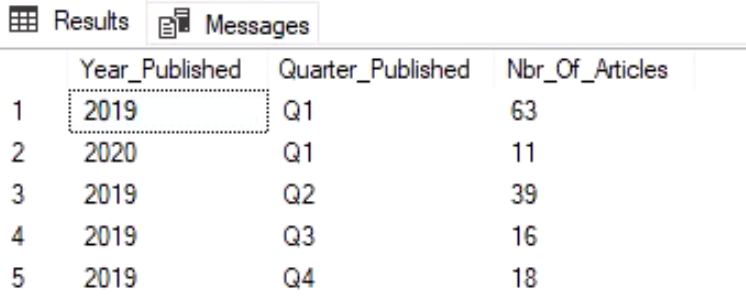 Results Messages
Year_Published Quarter_Published Nbr_Of_Articles
1 2019 Q1 63
2 2020 Q1 11
3 2019 Q2 39
4 2019 Q3 16
5 2019 Q4 18